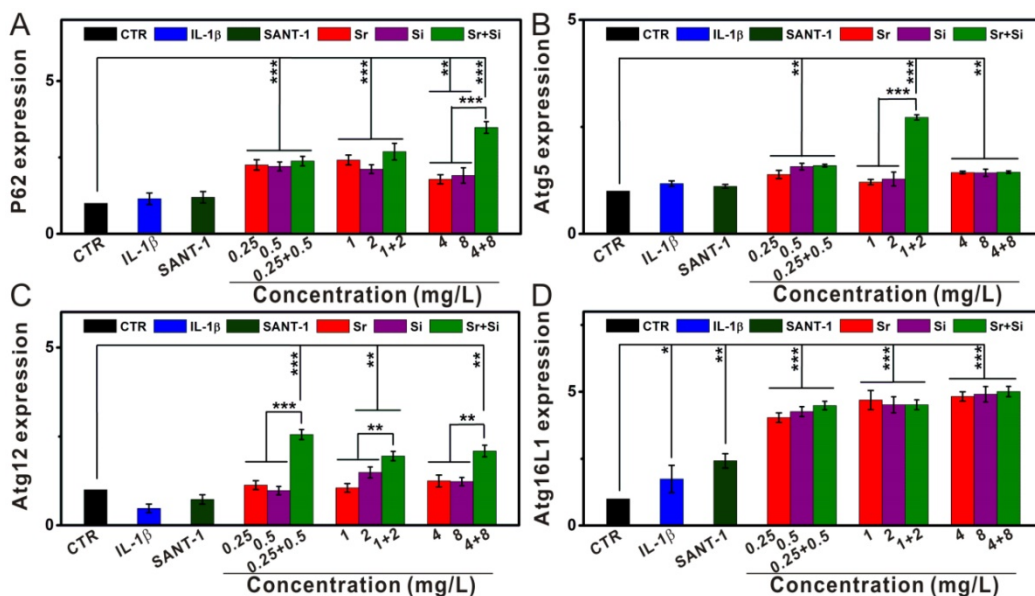 A
CTR IL-1β SANT-1 Sr Si Sr+Si
P62 expression
5
0
*** *** ** ***
***
CTR IL-1β SANT-1 0.25 0.5 0.25+0.5 1 2 1+2 4 8 4+8
Concentration (mg/L)
B
CTR IL-1β SANT-1 Sr Si Sr+Si
Atg5 expression
5
0
** *** **
***
CTR IL-1β SANT-1 0.25 0.5 0.25+0.5 1 2 1+2 4 8 4+8
Concentration (mg/L)
C
CTR IL-1β SANT-1 Sr Si Sr+Si
Atg12 expression
5
0
*** ** **
*** ** **
CTR IL-1β SANT-1 0.25 0.5 0.25+0.5 1 2 1+2 4 8 4+8
Concentration (mg/L)
D
CTR IL-1β SANT-1 Sr Si Sr+Si
Atg16L1 expression
5
0
* ** *** *** ***
CTR IL-1β SANT-1 0.25 0.5 0.25+0.5 1 2 1+2 4 8 4+8
Concentration (mg/L)